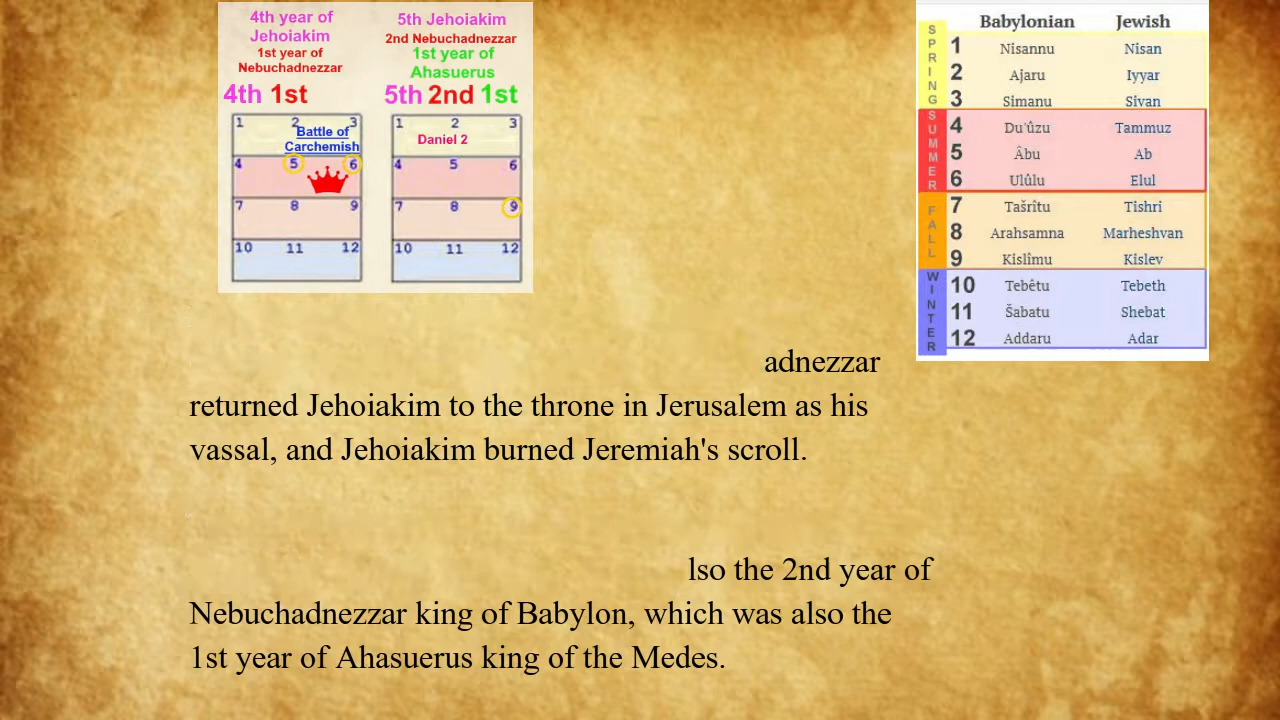 4th year of
Jehoiakim
1st year of
Nebuchadnezzar
4th 1st
1 2 3
Battle of
Carchemish
4 5 6
7 8 9
10 11 12
5th Jehoiakim
2nd Nebuchadnezzar
1st year of
Ahasuerus
5th 2nd 1st
1 2 3
Daniel 2
4 5 6
7 8 9
10 11 12
Babylonian Jewish
SPRING
1 Nisannu Nisan
2 Ajaru Iyyar
3 Simanu Sivan
SUMMER
4 Du'ûzu Tammuz
5 Âbu Ab
6 Ulûlu Elul
FALL
7 Tašrîtu Tishri
8 Arahsamna Marheshvan
9 Kislîmu Kislev
WINTER
10 Tebêtu Tebeth
11 Šabatu Shebat
12 Addaru Adar
adnezzar
returned Jehoiakim to the throne in Jerusalem as his
vassal, and Jehoiakim burned Jeremiah's scroll.
lso the 2nd year of
Nebuchadnezzar king of Babylon, which was also the
1st year of Ahasuerus king of the Medes.